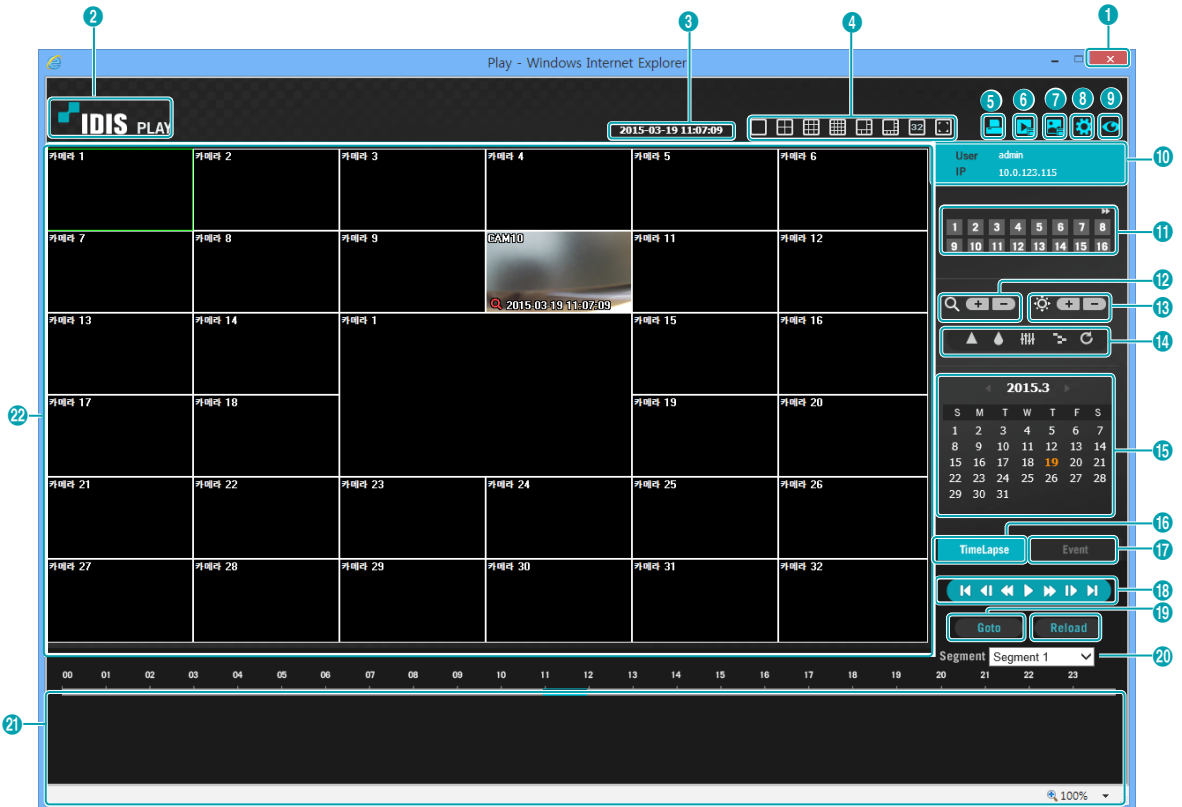 2 3 4 1
Play - Windows Internet Explorer
IDIS PLAY
2015-03-19 11:07:09
32
5 6 7 8 9
카메라 1 카메라 2 카메라 3 카메라 4 카메라 5 카메라 6
User admin
IP 10.0.123.115
10
1 2 3 4 5 6 7 8
9 10 11 12 13 14 15 16
11
카메라 7 카메라 8 카메라 9 CAM10 카메라 11 카메라 12
2015-03-19 11:07:09
12
13
카메라 13 카메라 14 카메라 1 카메라 15 카메라 16
14
2015.3
S M T W T F S
1 2 3 4 5 6 7
8 9 10 11 12 13 14
15 16 17 18 19 20 21
22 23 24 25 26 27 28
29 30 31
15
카메라 17 카메라 18 카메라 19 카메라 20
22
카메라 21 카메라 22 카메라 23 카메라 24 카메라 25 카메라 26
16
TimeLapse Event
17
카메라 27 카메라 28 카메라 29 카메라 30 카메라 31 카메라 32
18
19
Goto Reload
Segment Segment 1
20
00 01 02 03 04 05 06 07 08 09 10 11 12 13 14 15 16 17 18 19 20 21 22 23
21
100%